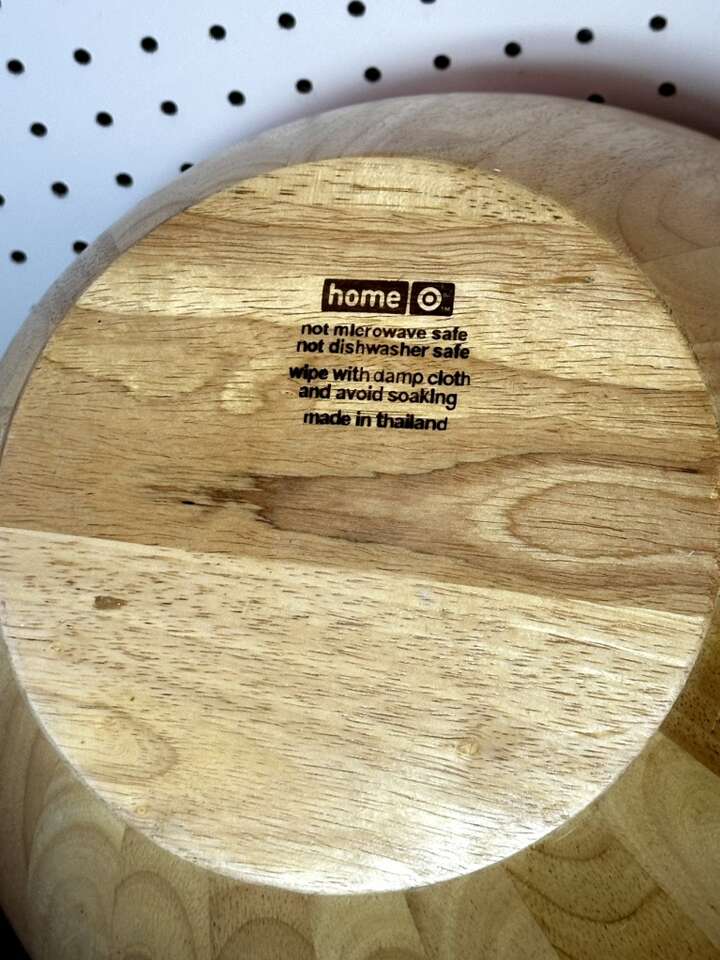 home
not microwave safe
not dishwasher safe
wipe with damp cloth
and avoid soaking
made in thailand